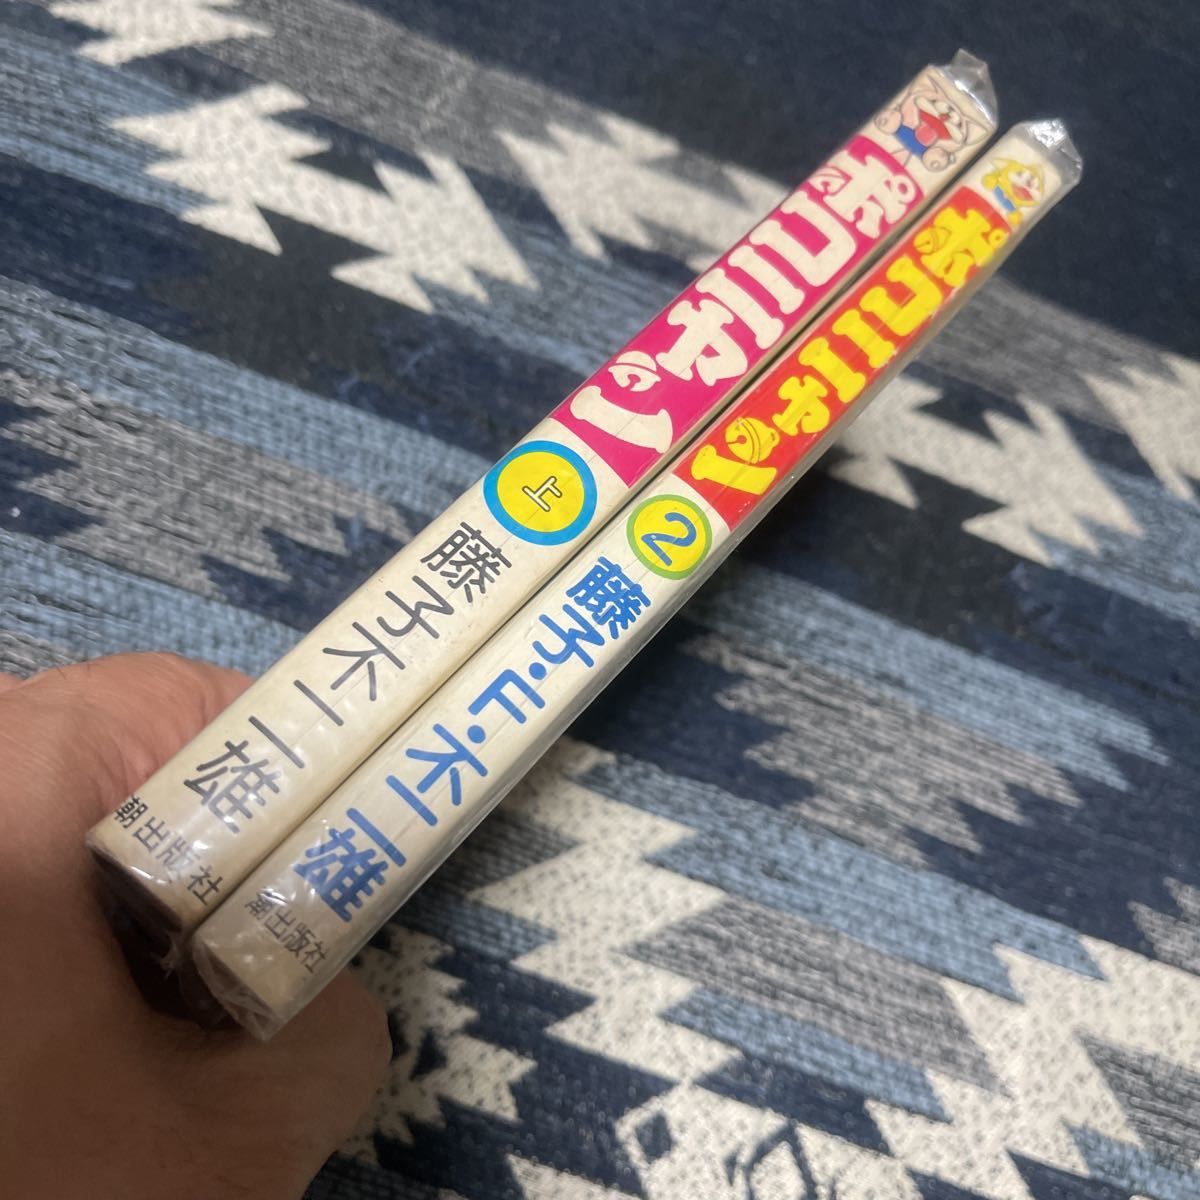 ポコニャン
上
藤子不二雄
潮出版社
ポコニャン
2
藤子・F・不二雄
潮出版社